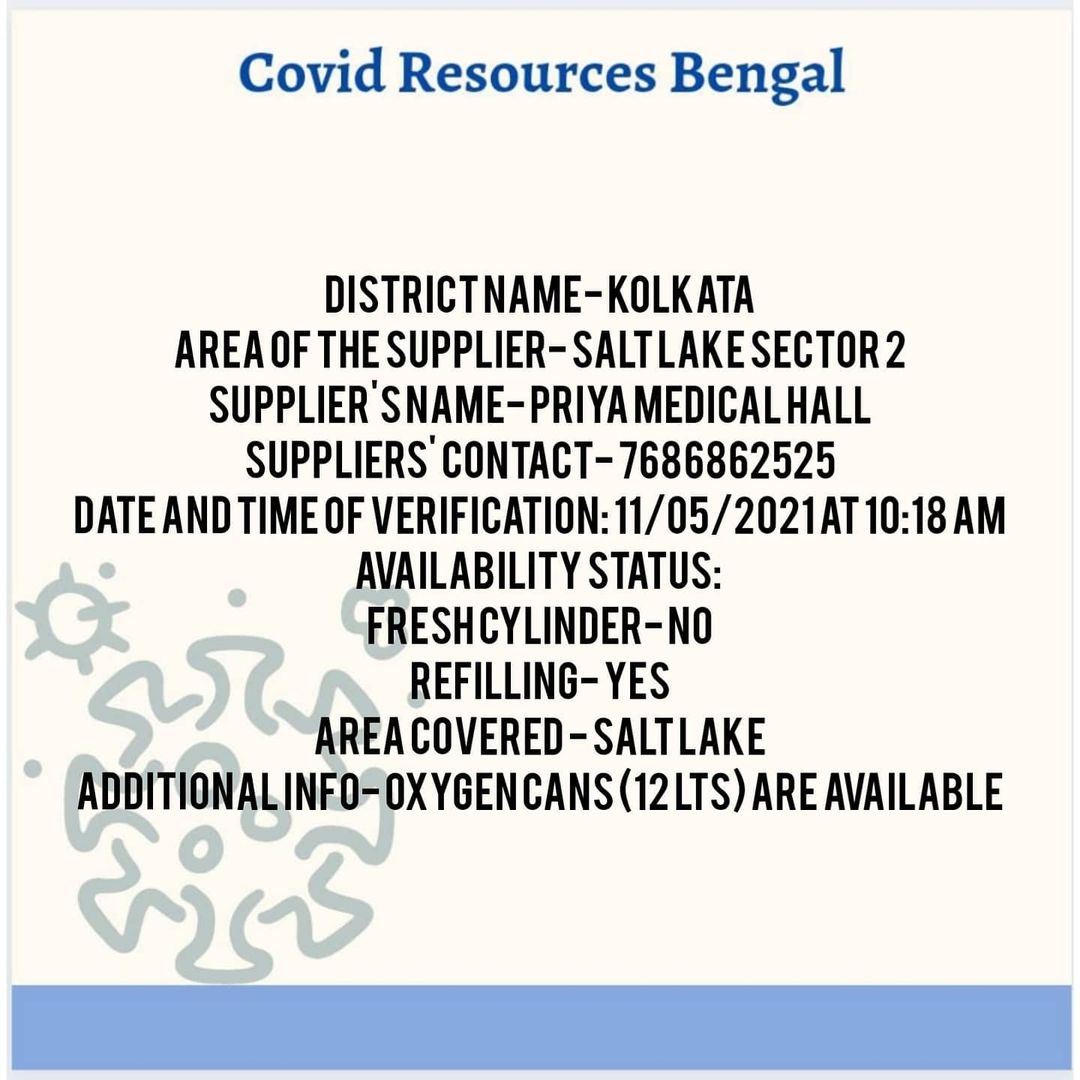 Covid Resources Bengal
DISTRICT NAME- KOLKATA
AREA OF THE SUPPLIER- SALT LAKE SECTOR 2
SUPPLIER'S NAME- PRIYA MEDICAL HALL
SUPPLIERS' CONTACT- 7686862525
DATE AND TIME OF VERIFICATION: 11/05/2021 AT 10:18 AM
AVAILABILITY STATUS:
FRESH CYLINDER- NO
REFILLING- YES
AREA COVERED - SALT LAKE
ADDITIONAL INFO- OXYGEN CANS (12 LTS) ARE AVAILABLE